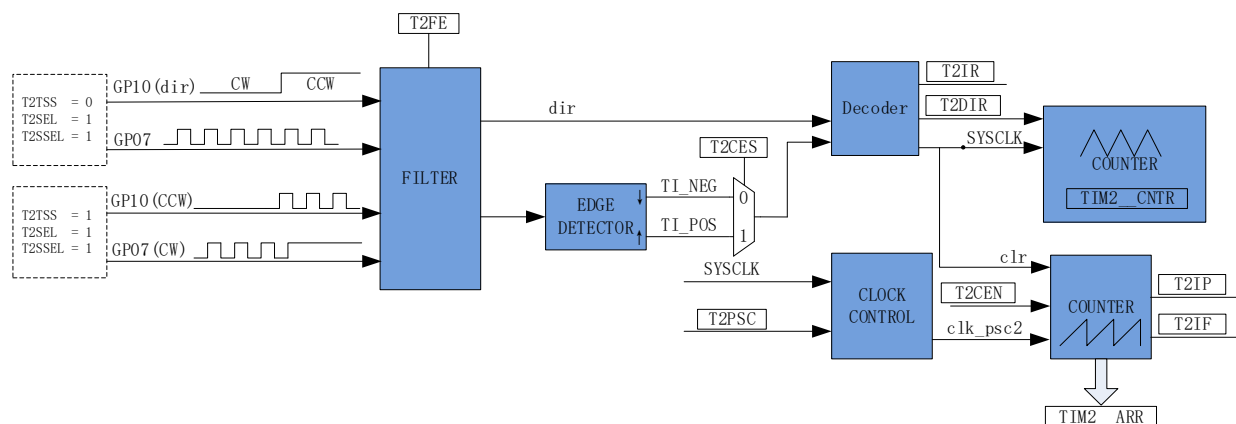 T2FE
T2TSS = 0
T2SEL = 1
T2SSEL = 1
GP10(dir)
CW
CCW
GP07
T2TSS = 1
T2SEL = 1
T2SSEL = 1
GP10(CCW)
GP07(CW)
FILTER
dir
EDGE
DETECTOR
TI_NEG
TI_POS
T2CES
0
1
Decoder
T2IR
T2DIR
SYSCLK
COUNTER
TIM2__CNTR
SYSCLK
T2PSC
CLOCK
CONTROL
clr
T2CEN
clk_psc2
COUNTER
T2IP
T2IF
TIM2__ARR